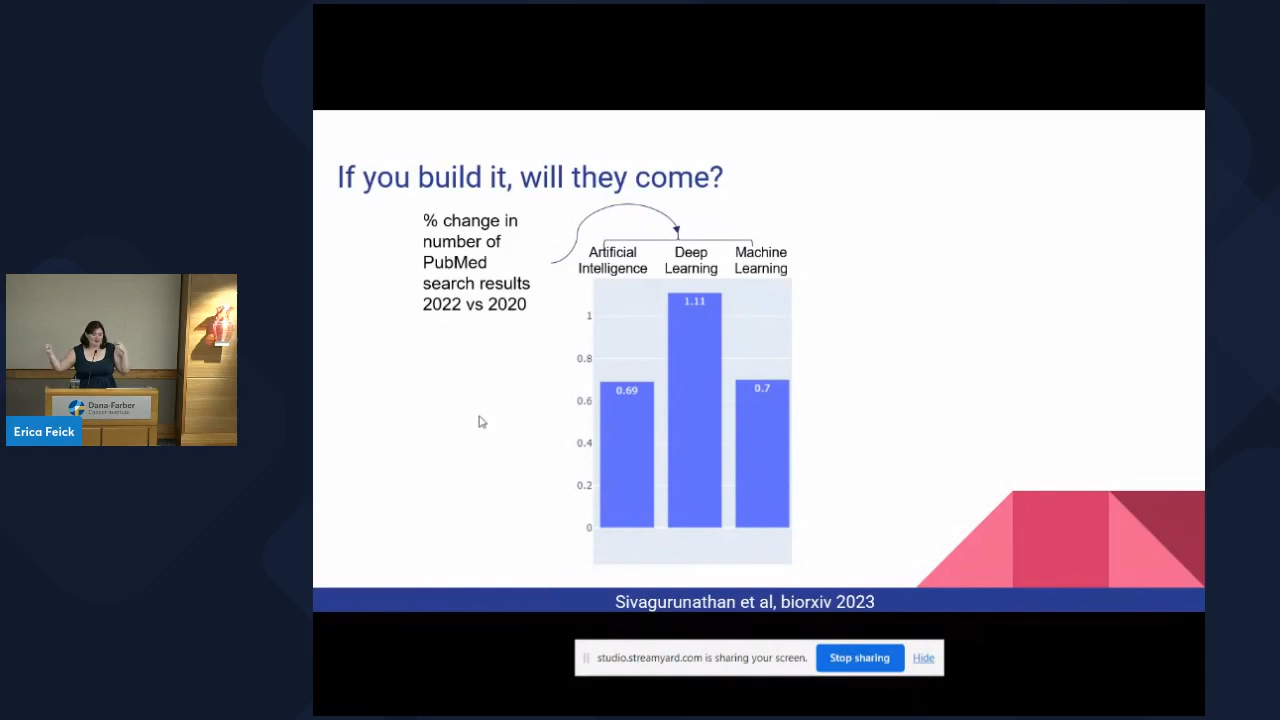 If you build it, will they come?
% change in
number of
PubMed
search results
2022 vs 2020
Artificial
Intelligence
Deep
Learning
Machine
Learning
1
0.8
0.6
0.4
0.2
0
0.69
1.11
0.7
Dana-Farber
Cancer Institute
Erica Feick
Sivagurunathan et al, biorxiv 2023
studio.streamyard.com is sharing your screen.
Stop sharing
Hide